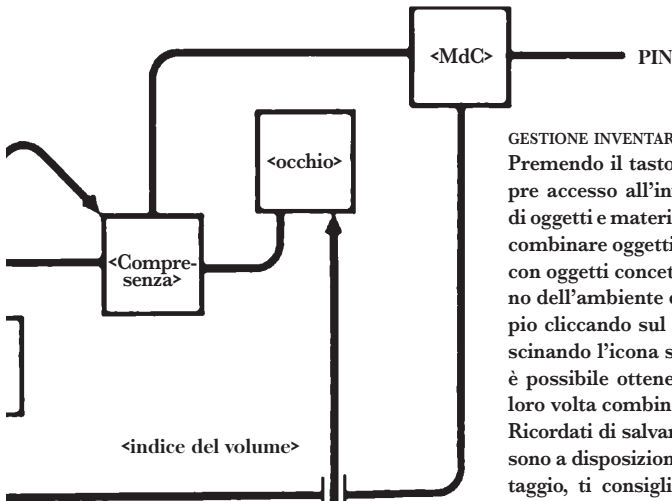 <MdC>
PIN
<occhio>
<Compre-
senza>
<indice del volume>
GESTIONE INVENTAR
Premendo il tasto
pre accesso all'in
di oggetti e materi
combinare oggetti
con oggetti concet
no dell'ambiente e
pio cliccando sul
scinando l'icona s
è possibile ottene
loro volta combin
Ricordati di salvar
sono a disposizion
taggio, ti consigli